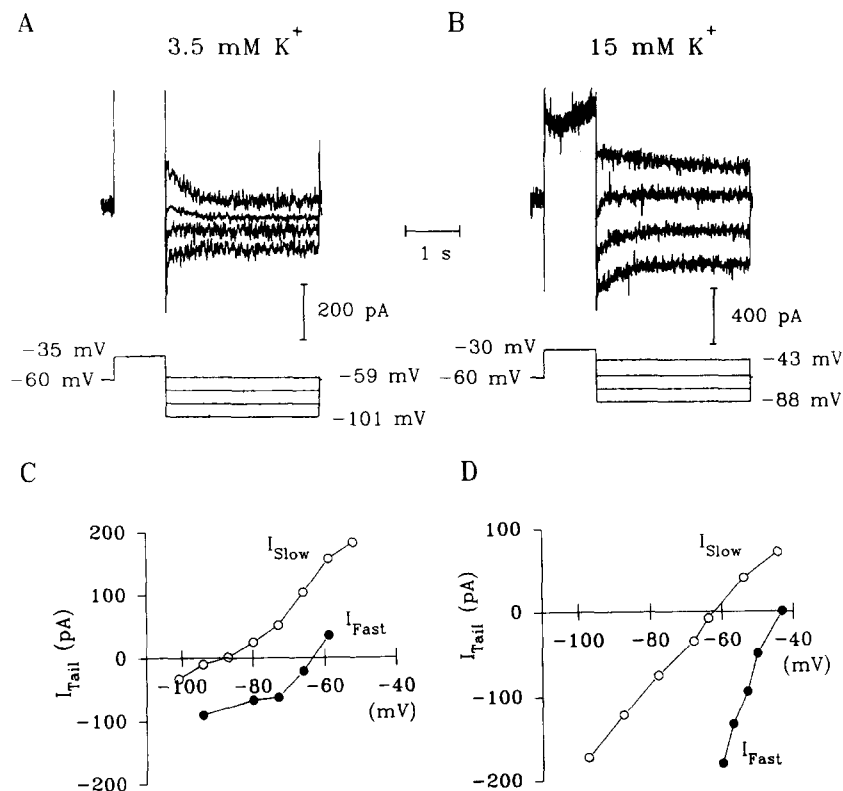 A
3.5 mM K+
B
15 mM K+
1 s
200 pA
400 pA
-35 mV
-60 mV
-59 mV
-101 mV
-30 mV
-60 mV
-43 mV
-88 mV
C
200
100
0
-100
-200
ITail (pA)
ISlow
IFast
-100
-80
-60
-40
(mV)
D
100
0
-100
-200
ITail (pA)
ISlow
IFast
-100
-80
-60
-40
(mV)